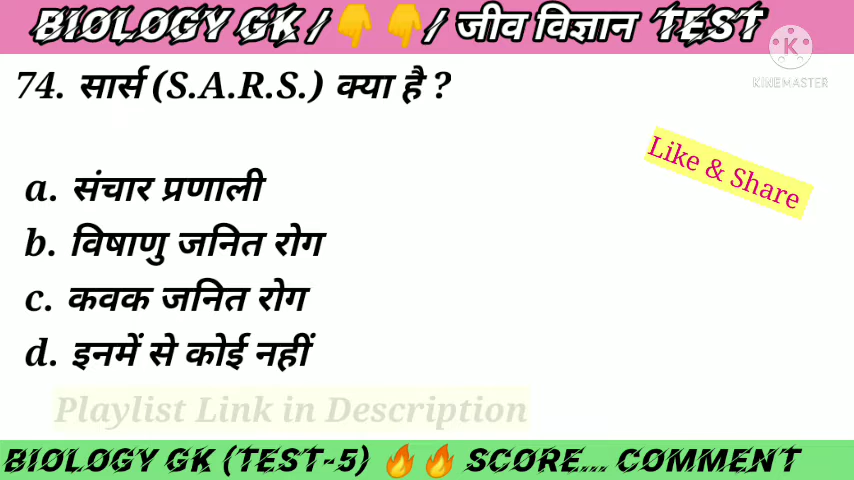 BIOLOGY GK / 👇 👇 / जीव विज्ञान TEST
KINEMASTER
74. सार्स (S.A.R.S.) क्या है ?
Like & Share
a. संचार प्रणाली
b. विषाणु जनित रोग
c. कवक जनित रोग
d. इनमें से कोई नहीं
Playlist Link in Description
BIOLOGY GK (TEST-5) 🔥🔥 SCORE... COMMENT